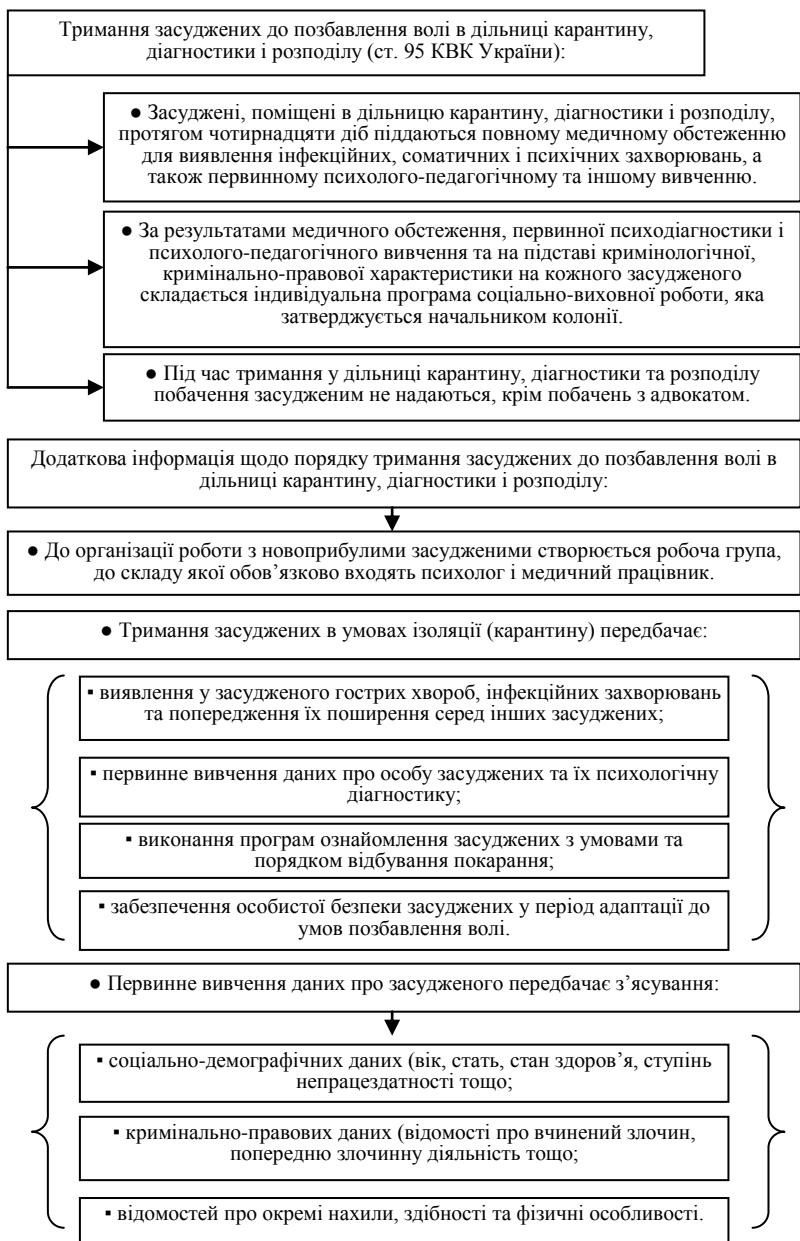 Тримання засуджених до позбавлення волі в дільниці карантину,
діагностики і розподілу (ст. 95 КВК України):
● Засуджені, поміщені в дільницю карантину, діагностики і розподілу,
протягом чотирнадцяти діб піддаються повному медичному обстеженню
для виявлення інфекційних, соматичних і психічних захворювань, а
також первинному психолого-педагогічному та іншому вивченню.
● За результатами медичного обстеження, первинної психодіагностики і
психолого-педагогічного вивчення та на підставі кримінологічної,
кримінально-правової характеристики на кожного засудженого
складається індивідуальна програма соціально-виховної роботи, яка
затверджується начальником колонії.
● Під час тримання у дільниці карантину, діагностики та розподілу
побачення засудженим не надаються, крім побачень з адвокатом.
Додаткова інформація щодо порядку тримання засуджених до позбавлення волі в
дільниці карантину, діагностики і розподілу:
● До організації роботи з новоприбулими засудженими створюється робоча група,
до складу якої обов’язково входять психолог і медичний працівник.
● Тримання засуджених в умовах ізоляції (карантину) передбачає:
▪ виявлення у засудженого гострих хвороб, інфекційних захворювань
та попередження їх поширення серед інших засуджених;
▪ первинне вивчення даних про особу засуджених та їх психологічну
діагностику;
▪ виконання програм ознайомлення засуджених з умовами та
порядком відбування покарання;
▪ забезпечення особистої безпеки засуджених у період адаптації до
умов позбавлення волі.
● Первинне вивчення даних про засудженого передбачає з’ясування:
▪ соціально-демографічних даних (вік, стать, стан здоров’я, ступінь
непрацездатності тощо;
▪ кримінально-правових даних (відомості про вчинений злочин,
попередню злочинну діяльність тощо;
▪ відомостей про окремі нахили, здібності та фізичні особливості.